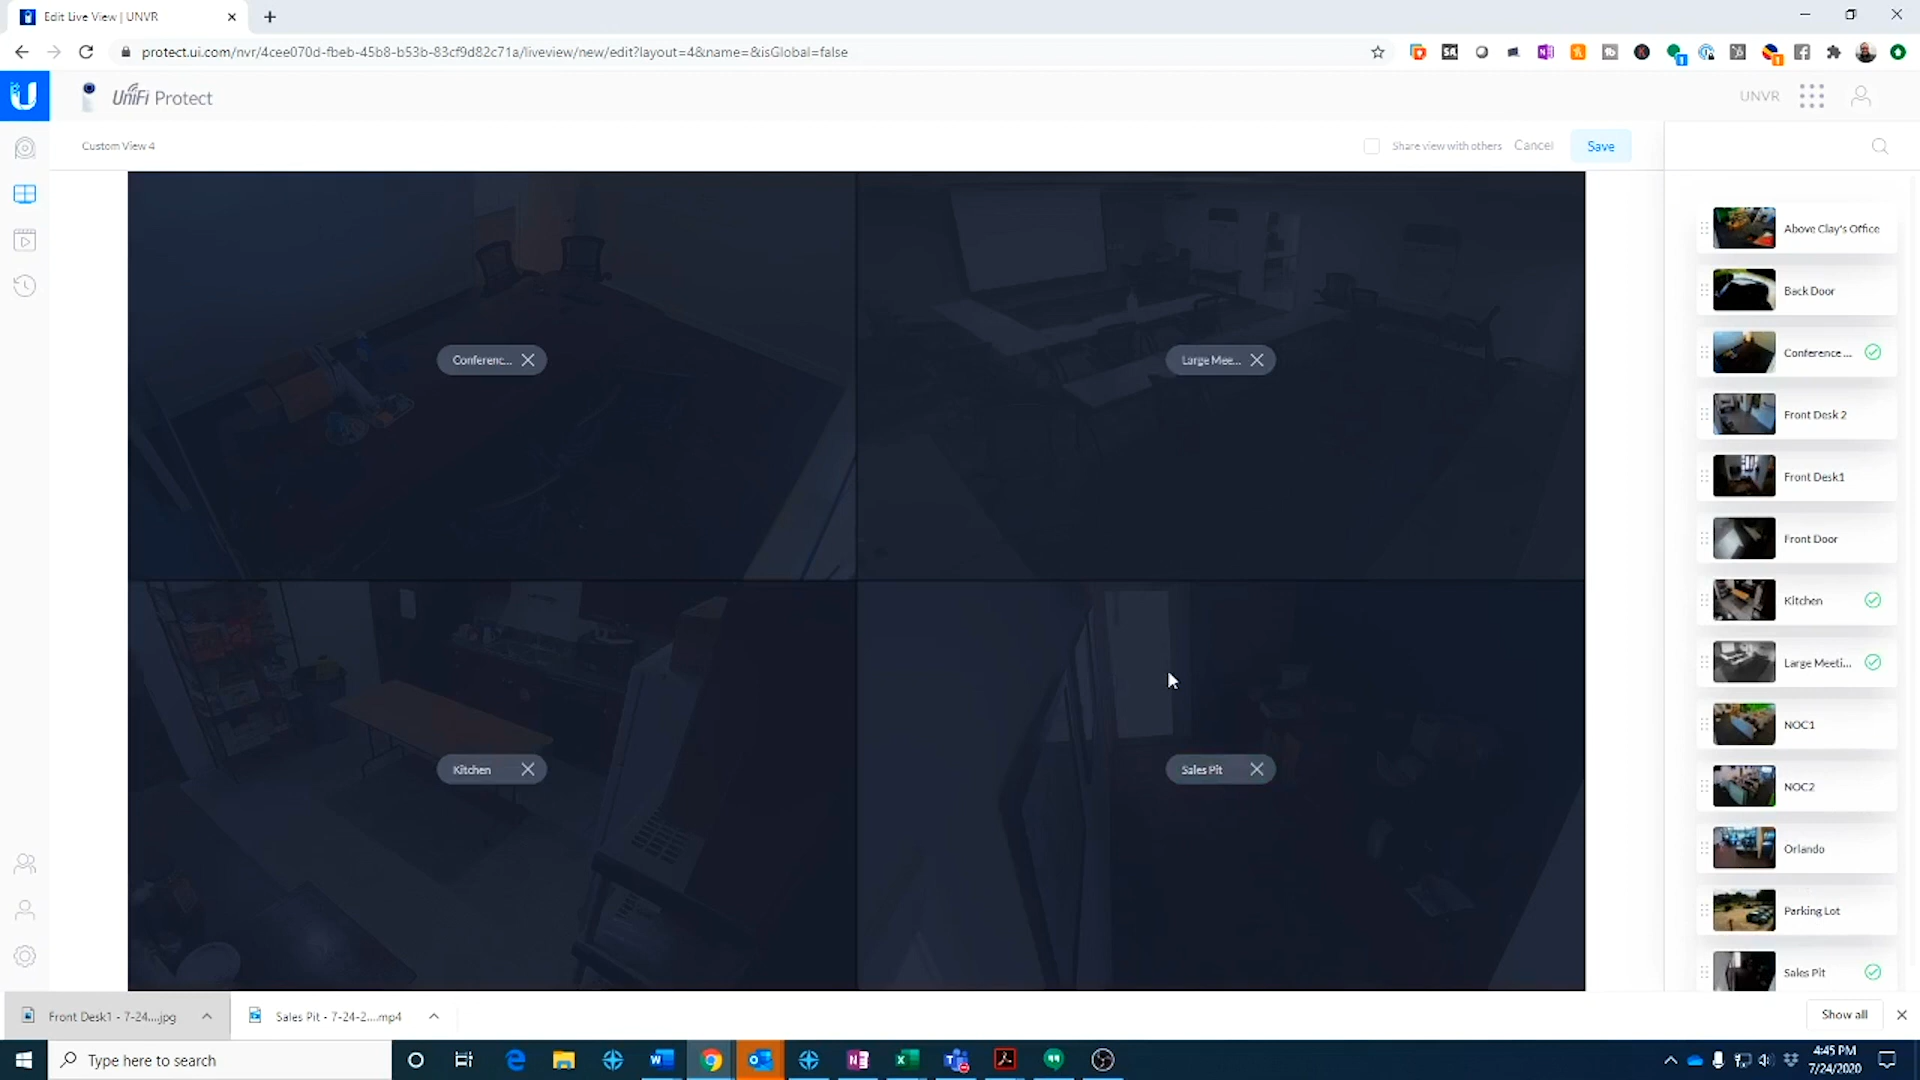 Edit Live View | UNVR
protect.ui.com/nvr/4cee070d-fbeb-45b8-b53b-83cf9d82c71a/liveview/new/edit?layout=4&name=&isGlobal=false
UniFi Protect
UNVR
Custom View 4
Share view with others
Cancel
Save
Above Clay's Office
Back Door
Conferenc...
Large Mee...
Conference ...
Front Desk 2
Front Desk1
Front Door
Kitchen
Large Meeti...
NOC1
Kitchen
Sales Pit
NOC2
Orlando
Parking Lot
Sales Pit
Front Desk1 - 7-24....jpg
Sales Pit - 7-24-2....mp4
Show all
Type here to search
4:45 PM
7/24/2020